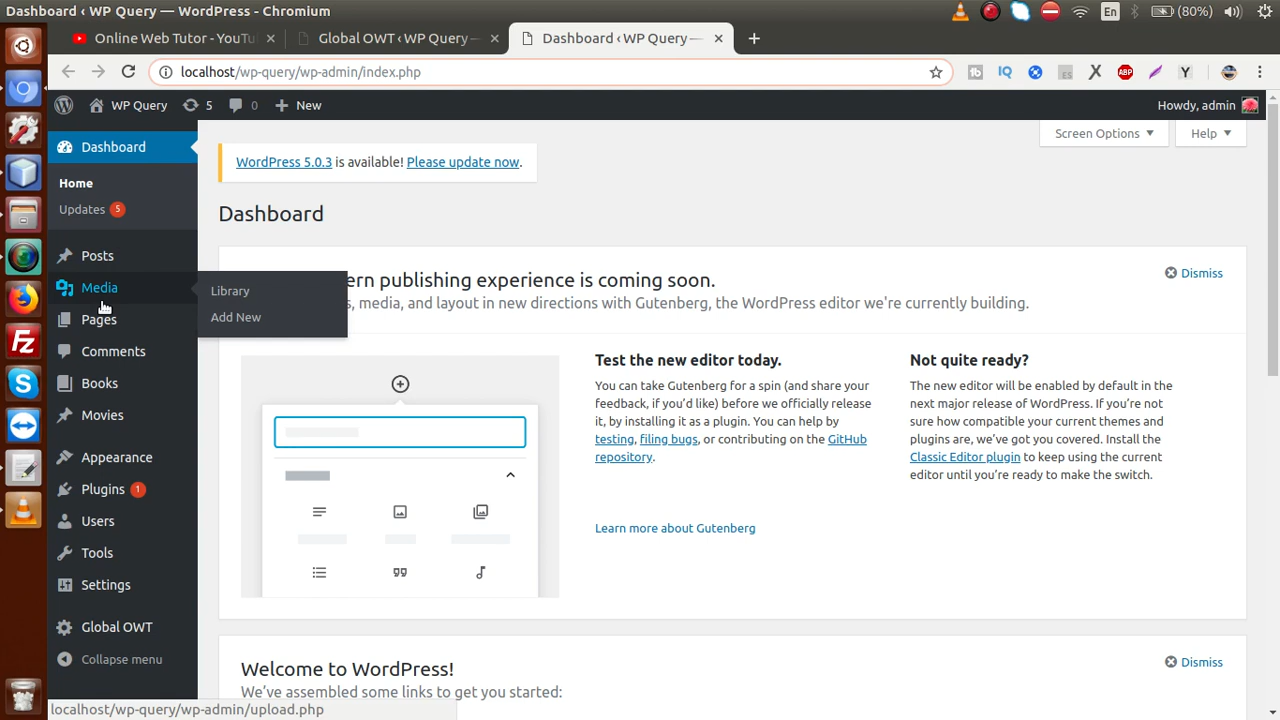 Dashboard ‹ WP Query — WordPress - Chromium
En
(80%)
Online Web Tutor - YouTu
Global OWT ‹ WP Query —
Dashboard ‹ WP Query —
localhost/wp-query/wp-admin/index.php
IQ
ES
ABP
Y
WP Query
5
0
New
Howdy, admin
Dashboard
Home
Updates 5
Posts
Media
Library
Add New
Pages
Comments
Books
Movies
Appearance
Plugins 1
Users
Tools
Settings
Global OWT
Collapse menu
Screen Options
Help
WordPress 5.0.3 is available! Please update now.
Dashboard
ern publishing experience is coming soon.
Dismiss
s, media, and layout in new directions with Gutenberg, the WordPress editor we're currently building.
Test the new editor today.
You can take Gutenberg for a spin (and share your
feedback, if you'd like) before we officially release
it, by installing it as a plugin. You can help by
testing, filing bugs, or contributing on the GitHub
repository.
Learn more about Gutenberg
Not quite ready?
The new editor will be enabled by default in the
next major release of WordPress. If you're not
sure how compatible your current themes and
plugins are, we've got you covered. Install the
Classic Editor plugin to keep using the current
editor until you're ready to make the switch.
Welcome to WordPress!
Dismiss
We've assembled some links to get you started:
localhost/wp-query/wp-admin/upload.php